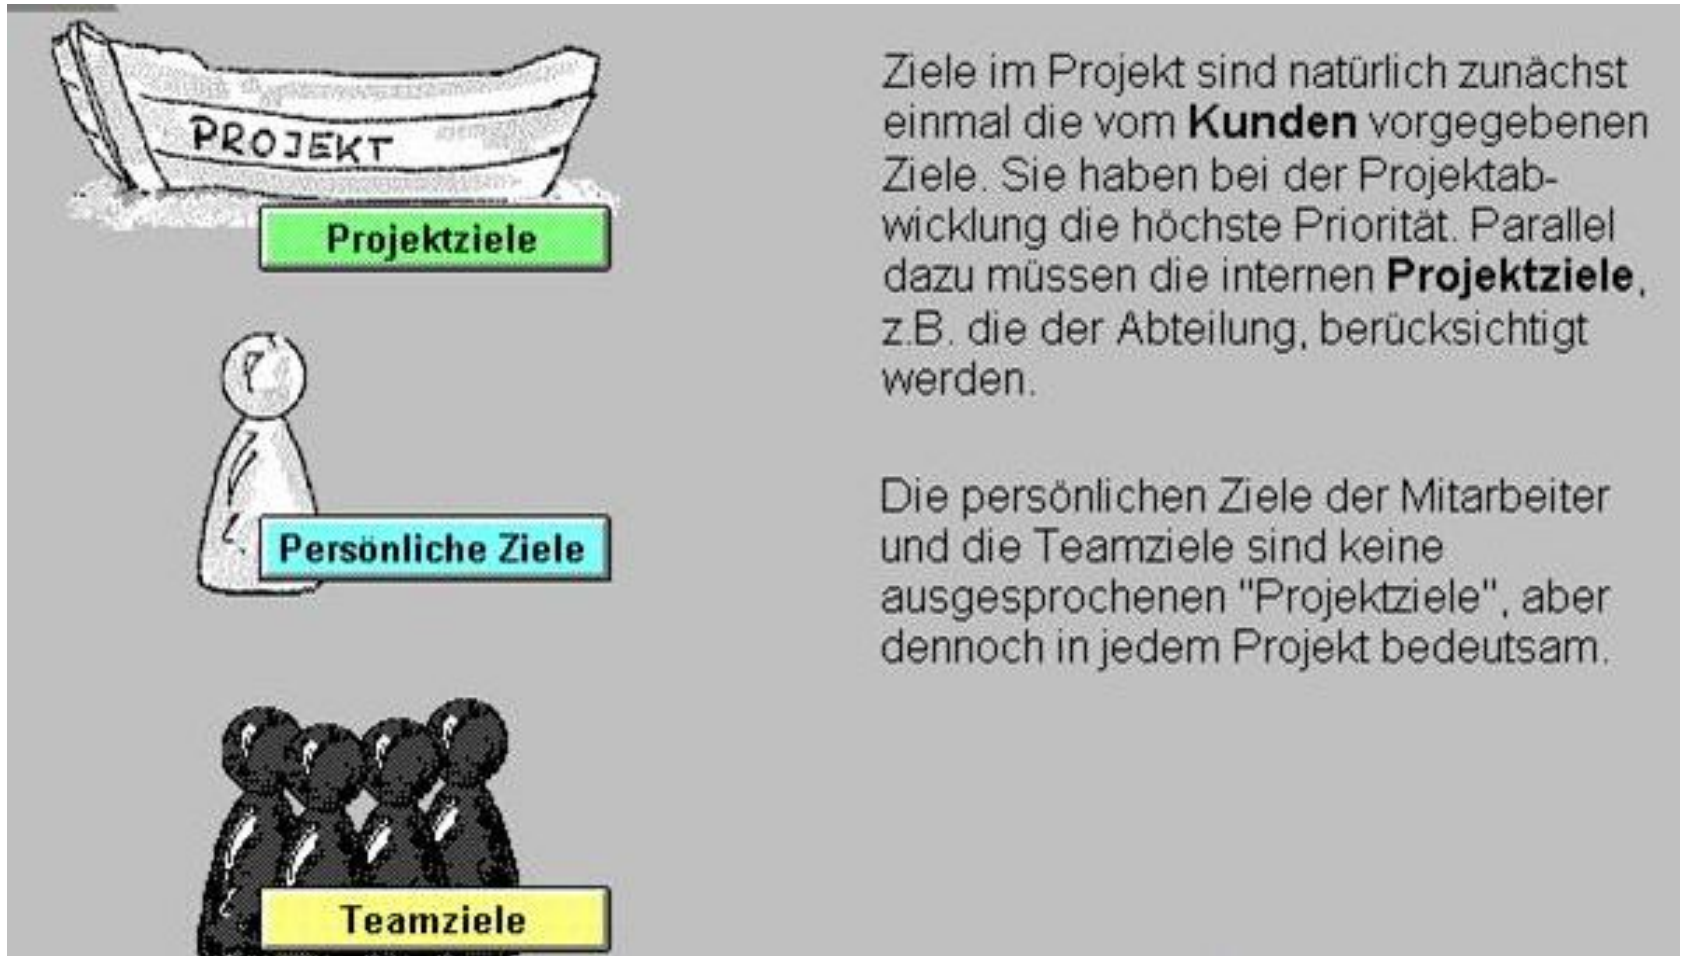 PROJEKT
Projektziele
Persönliche Ziele
Teamziele
Ziele im Projekt sind natürlich zunächst
einmal die vom Kunden vorgegebenen
Ziele. Sie haben bei der Projektab-
wicklung die höchste Priorität. Parallel
dazu müssen die internen Projektziele,
z.B. die der Abteilung, berücksichtigt
werden.
Die persönlichen Ziele der Mitarbeiter
und die Teamziele sind keine
ausgesprochenen "Projektziele", aber
dennoch in jedem Projekt bedeutsam.